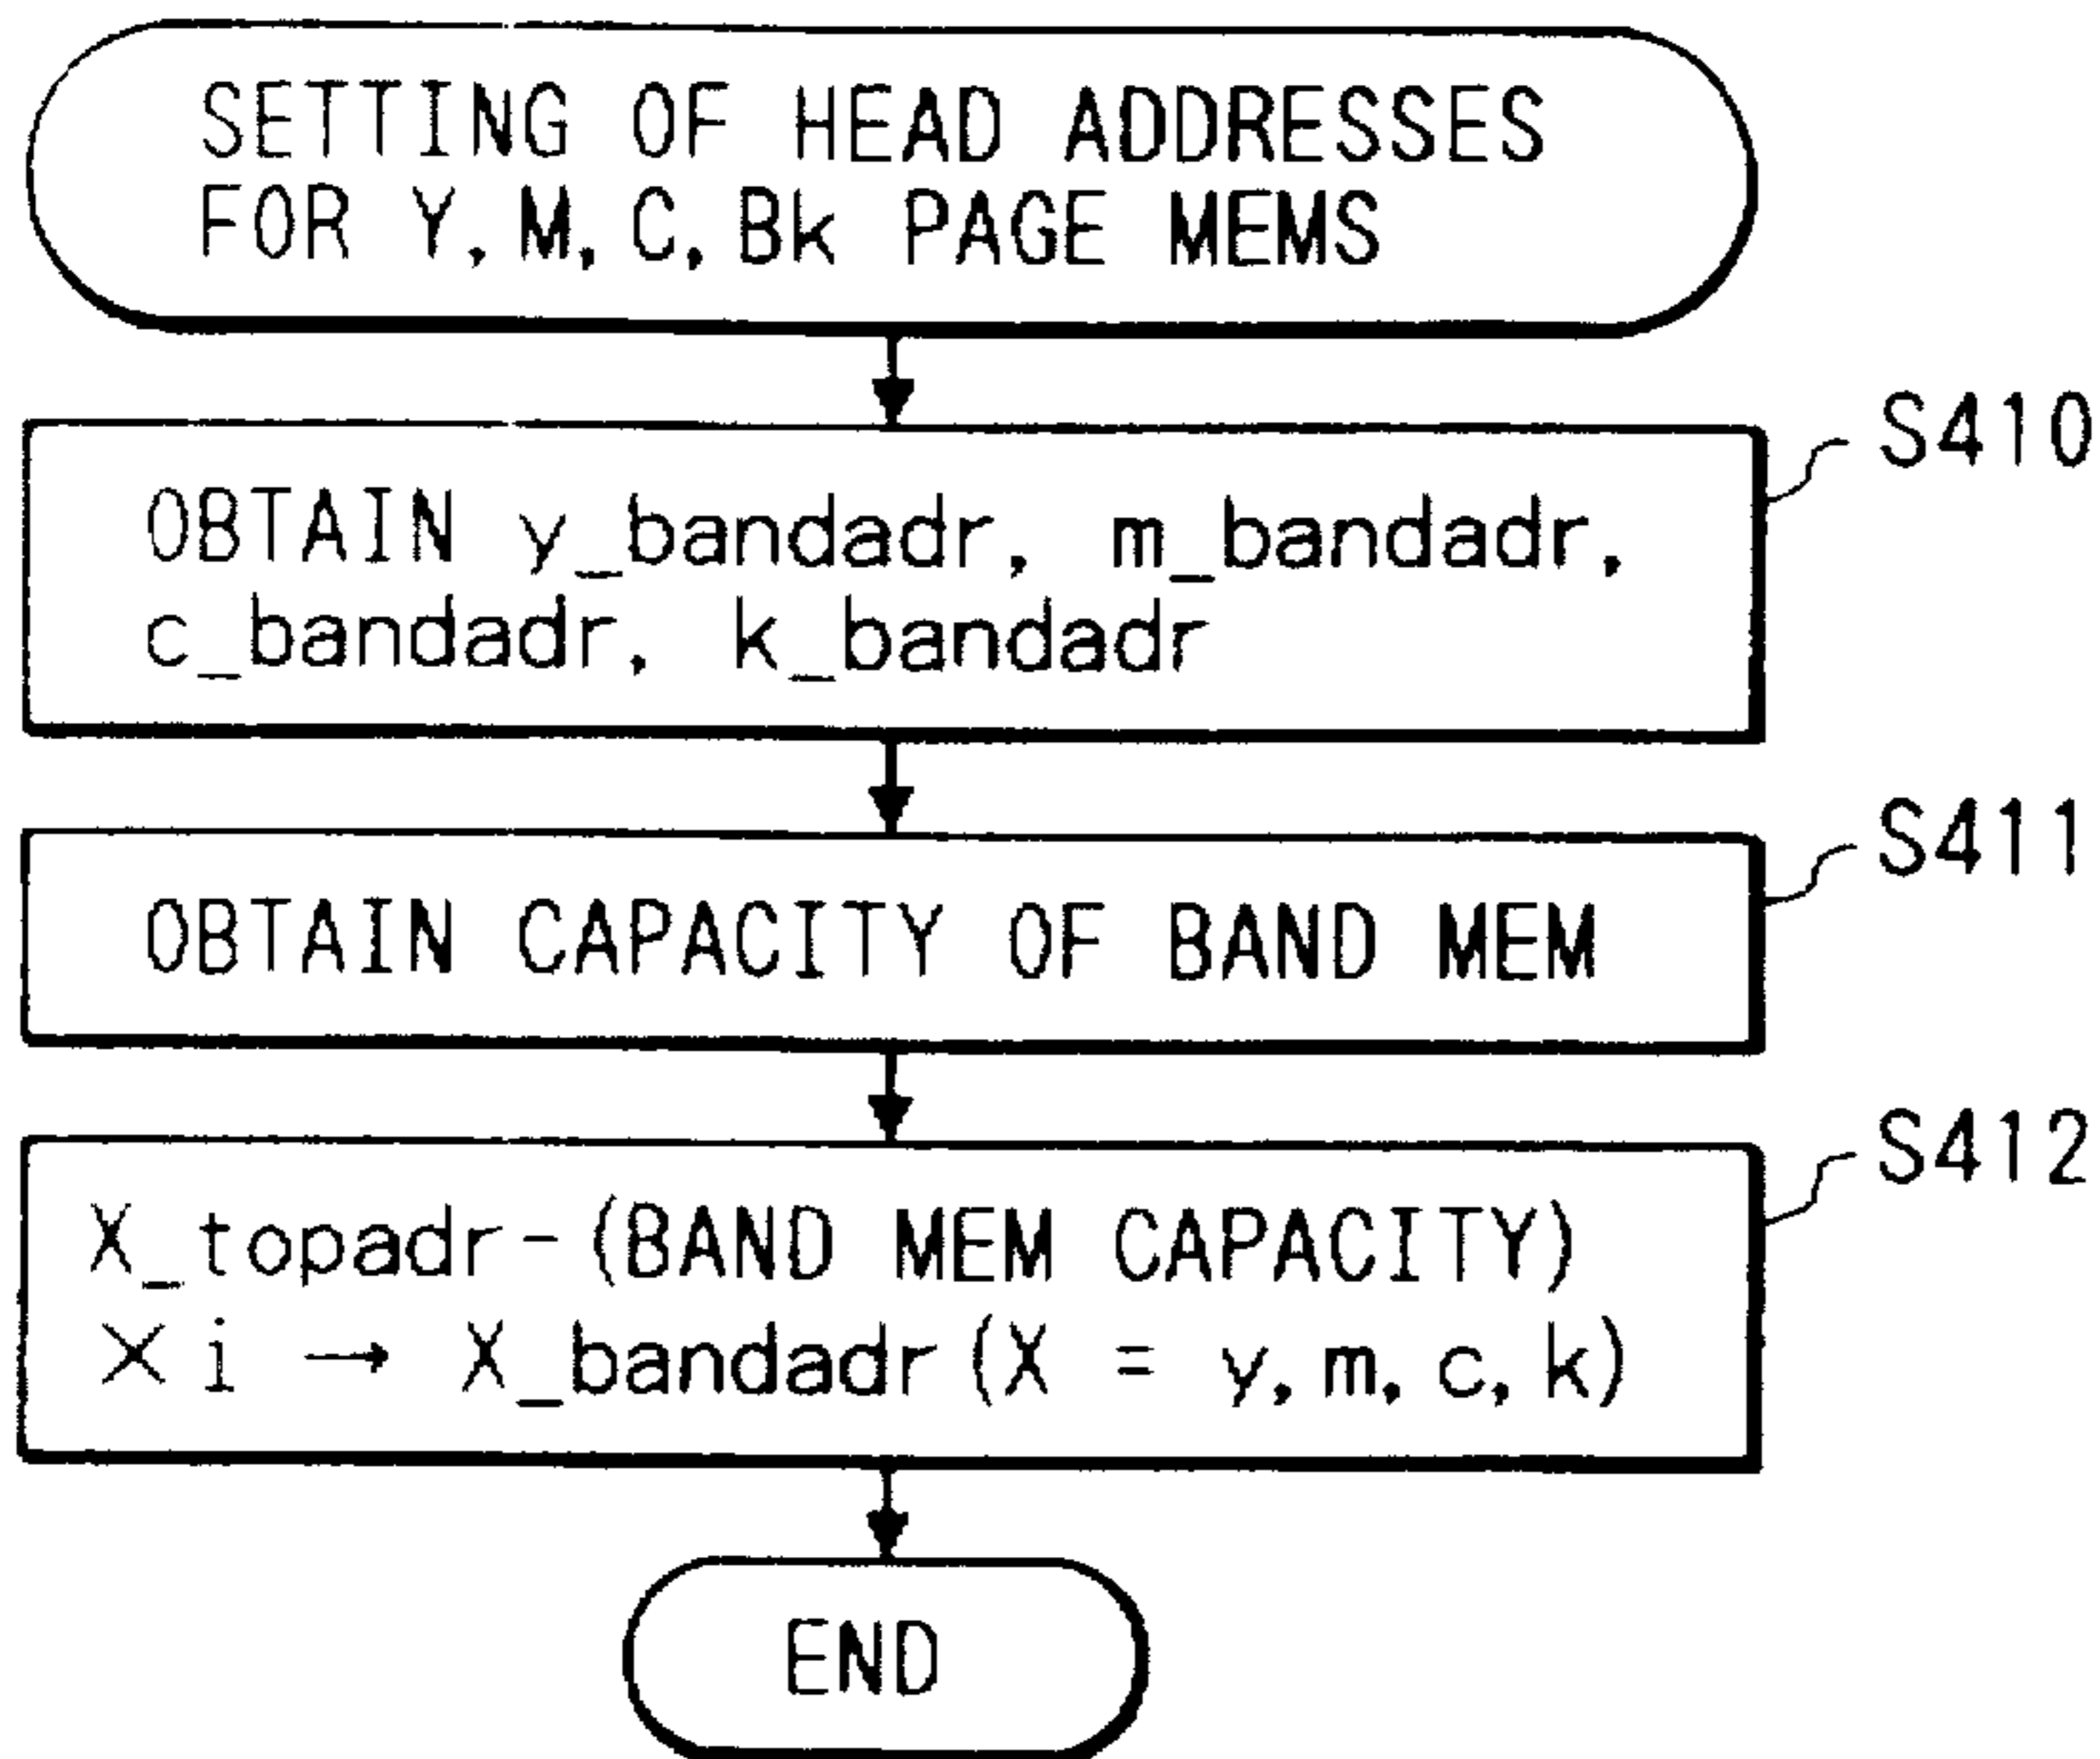 SETTING OF HEAD ADDRESSES
FOR Y, M, C, Bk PAGE MEMS
S410
OBTAIN y_bandadr, m_bandadr,
c_bandadr, k_bandadr
S411
OBTAIN CAPACITY OF BAND MEM
S412
X_topadr-(BAND MEM CAPACITY)
× i → X_bandadr (X = y, m, c, k)
END